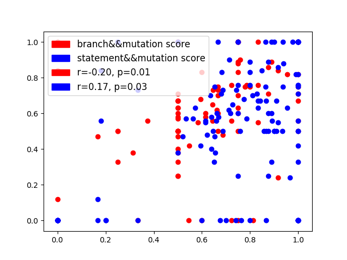 1.0
branch&&mutation score
statement&&mutation score
0.8
r=-0.20, p=0.01
r=0.17, p=0.03
0.6
0.4
0.2
0.0
0.0 0.2 0.4 0.6 0.8 1.0